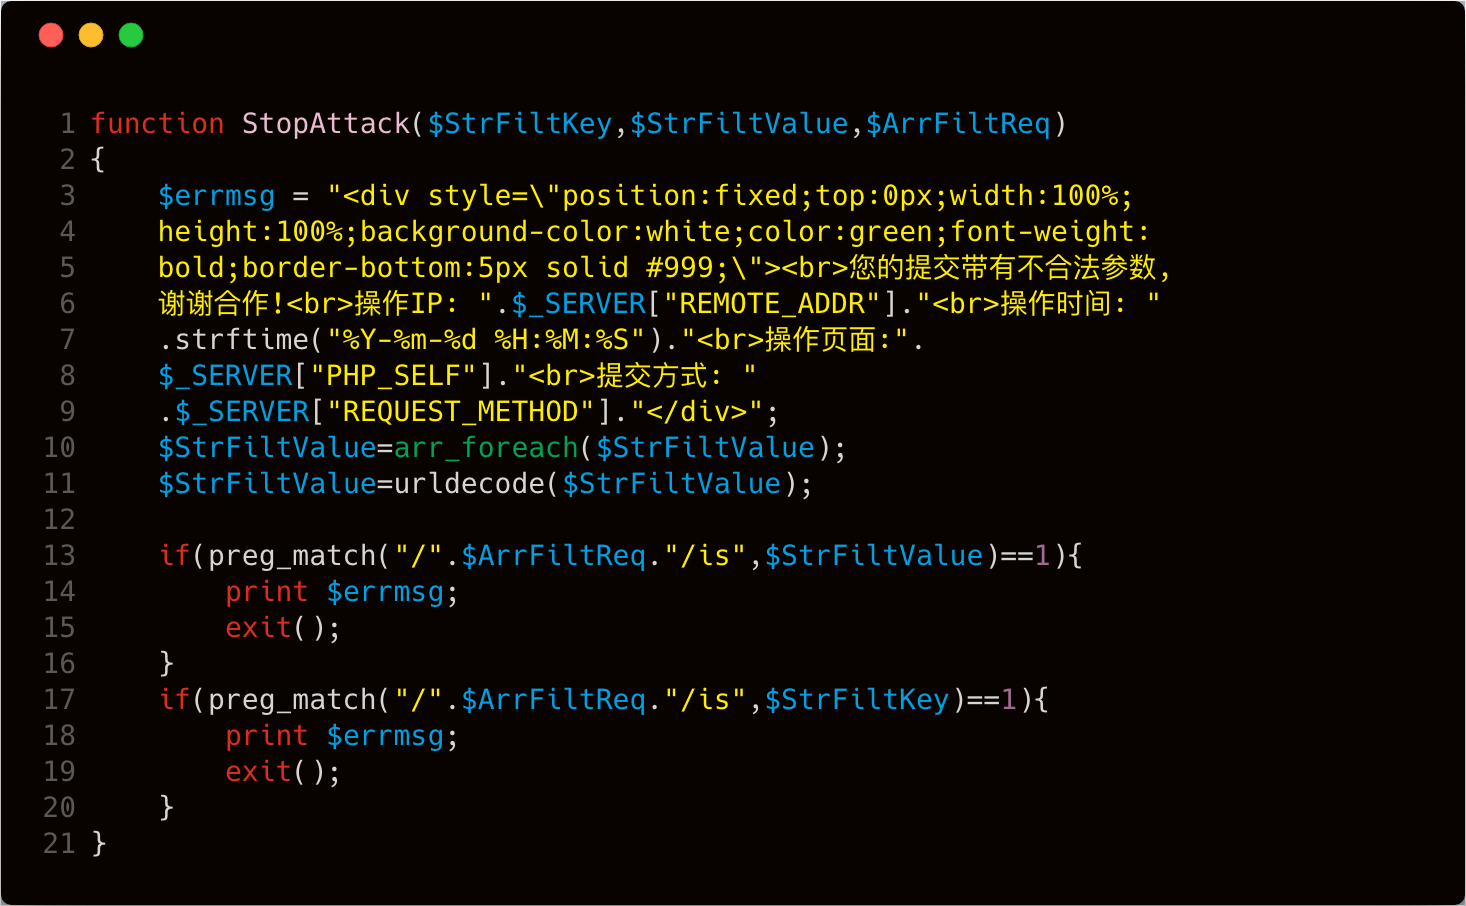 1 function StopAttack($StrFiltKey,$StrFiltValue,$ArrFiltReq)
2 {
3     $errmsg = "<div style=\"position:fixed;top:0px;width:100%;
4     height:100%;background-color:white;color:green;font-weight:
5     bold;border-bottom:5px solid #999;\"><br>您的提交带有不合法参数,
6     谢谢合作!<br>操作IP: ".$_SERVER["REMOTE_ADDR"]."<br>操作时间: "
7     .strftime("%Y-%m-%d %H:%M:%S")."<br>操作页面:".
8     $_SERVER["PHP_SELF"]."<br>提交方式: "
9     .$_SERVER["REQUEST_METHOD"]."</div>";
10     $StrFiltValue=arr_foreach($StrFiltValue);
11     $StrFiltValue=urldecode($StrFiltValue);
12
13     if(preg_match("/".$ArrFiltReq."/is",$StrFiltValue)==1){
14         print $errmsg;
15         exit();
16     }
17     if(preg_match("/".$ArrFiltReq."/is",$StrFiltKey)==1){
18         print $errmsg;
19         exit();
20     }
21 }